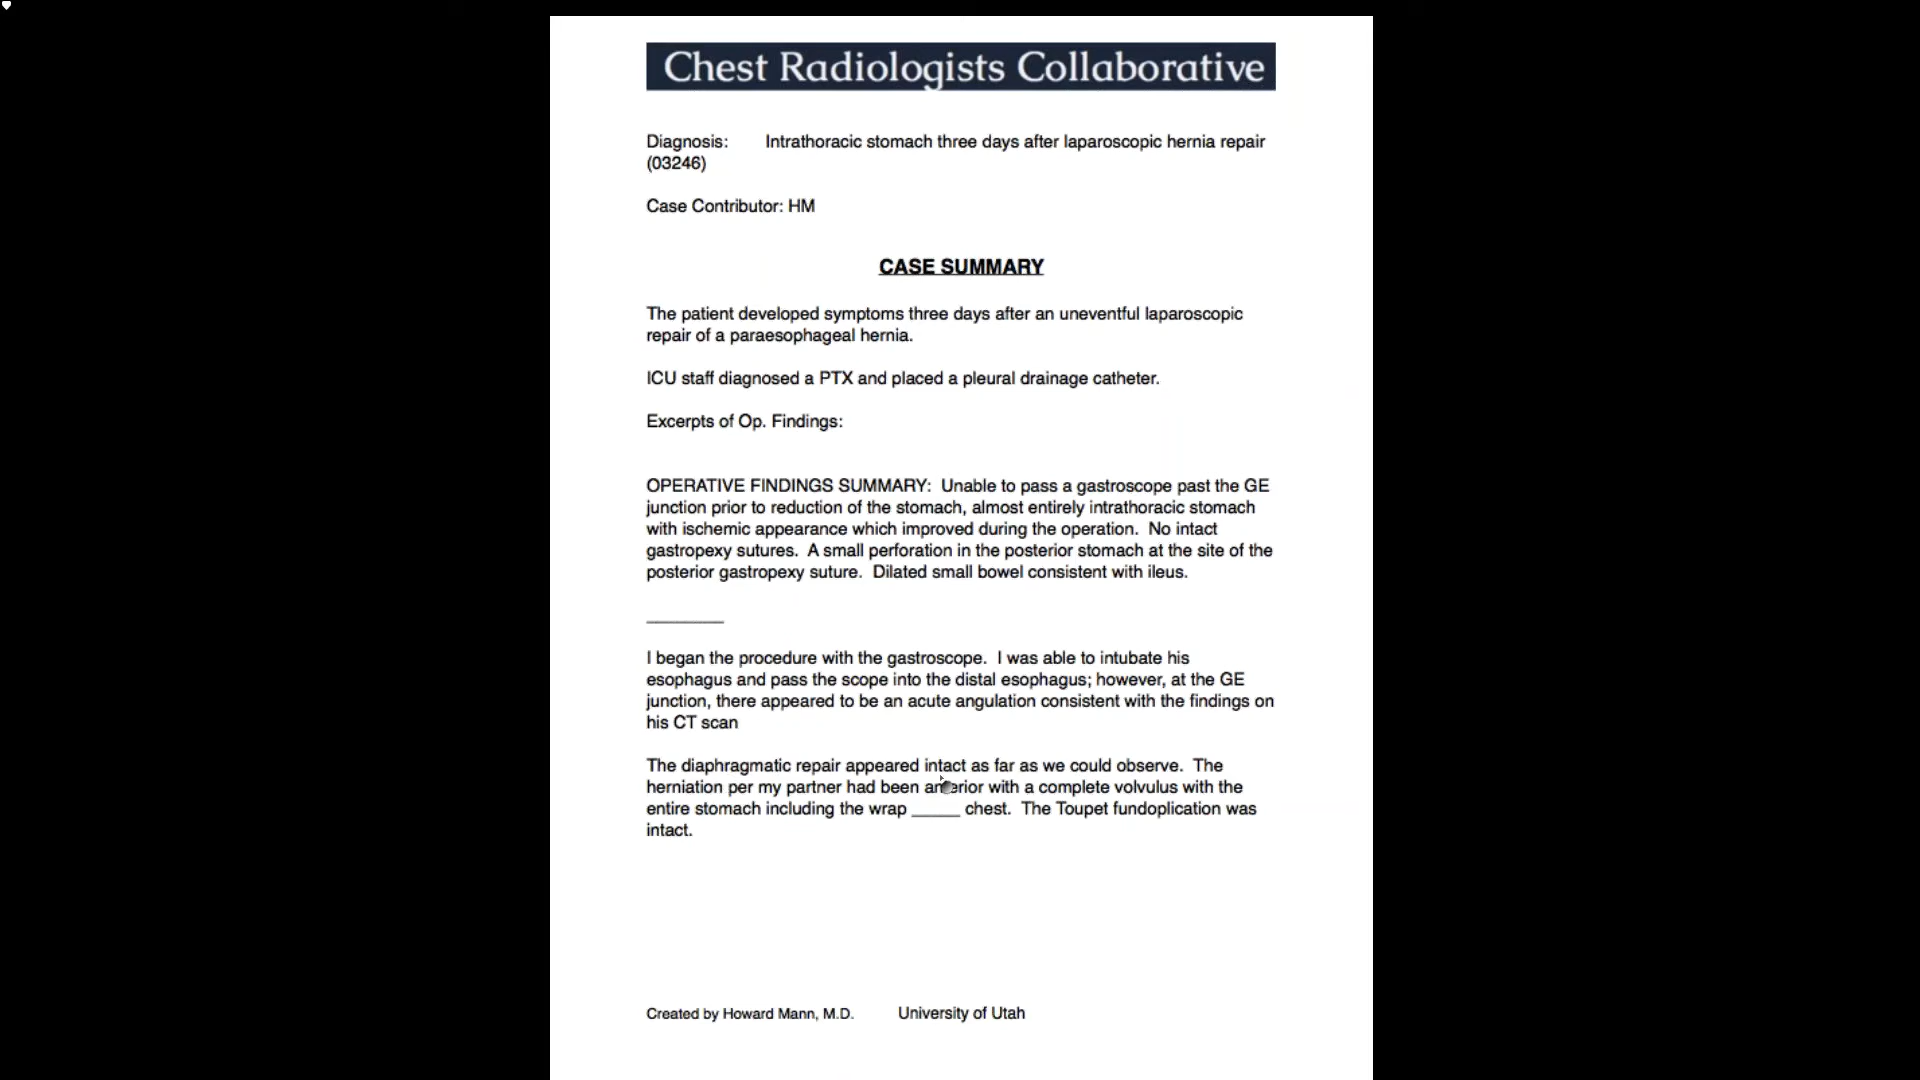 Chest Radiologists Collaborative
Diagnosis: Intrathoracic stomach three days after laparoscopic hernia repair
(03246)
Case Contributor: HM
CASE SUMMARY
The patient developed symptoms three days after an uneventful laparoscopic
repair of a paraesophageal hernia.
ICU staff diagnosed a PTX and placed a pleural drainage catheter.
Excerpts of Op. Findings:
OPERATIVE FINDINGS SUMMARY: Unable to pass a gastroscope past the GE
junction prior to reduction of the stomach, almost entirely intrathoracic stomach
with ischemic appearance which improved during the operation. No intact
gastropexy sutures. A small perforation in the posterior stomach at the site of the
posterior gastropexy suture. Dilated small bowel consistent with ileus.
________
I began the procedure with the gastroscope. I was able to intubate his
esophagus and pass the scope into the distal esophagus; however, at the GE
junction, there appeared to be an acute angulation consistent with the findings on
his CT scan
The diaphragmatic repair appeared intact as far as we could observe. The
herniation per my partner had been anterior with a complete volvulus with the
entire stomach including the wrap _____ chest. The Toupet fundoplication was
intact.
Created by Howard Mann, M.D. University of Utah